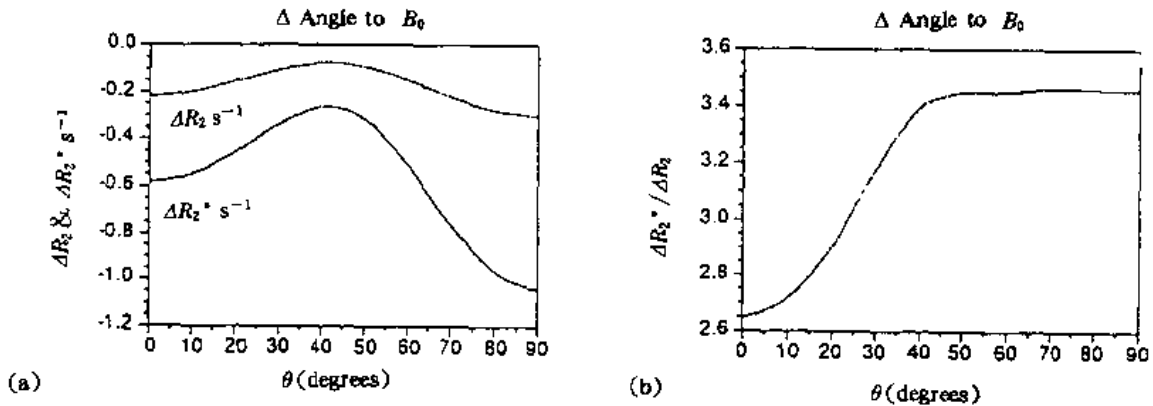 Δ Angle to B₀
0.0
-0.2
-0.4
-0.6
-0.8
-1.0
-1.2
ΔR₂ & ΔR₂* s⁻¹
ΔR₂ s⁻¹
ΔR₂* s⁻¹
0 10 20 30 40 50 60 70 80 90
θ(degrees)
(a)
Δ Angle to B₀
3.6
3.4
3.2
3.0
2.8
2.6
ΔR₂*/ΔR₂
0 10 20 30 40 50 60 70 80 90
θ(degrees)
(b)